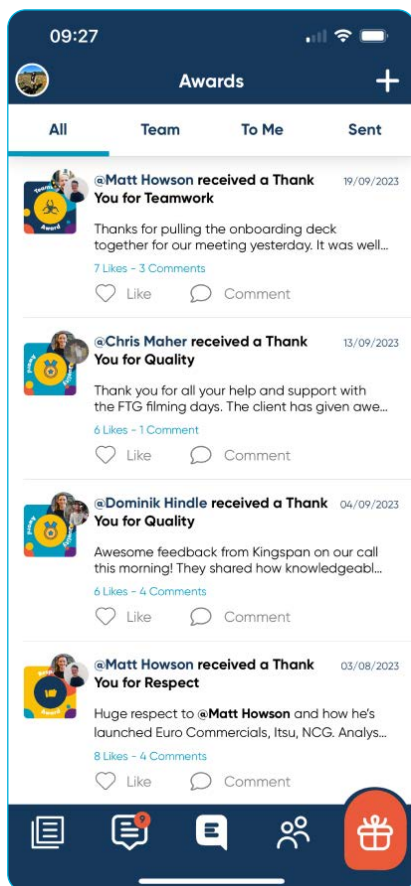 09:27
Awards
All Team To Me Sent
@Matt Howson received a Thank 19/09/2023
You for Teamwork
Thanks for pulling the onboarding deck
together for our meeting yesterday. It was well...
7 Likes - 3 Comments
Like Comment
@Chris Maher received a Thank 13/09/2023
You for Quality
Thank you for all your help and support with
the FTG filming days. The client has given awe...
6 Likes - 1 Comment
Like Comment
@Dominik Hindle received a Thank 04/09/2023
You for Quality
Awesome feedback from Kingspan on our call
this morning! They shared how knowledgeabl...
6 Likes - 4 Comments
Like Comment
@Matt Howson received a Thank 03/08/2023
You for Respect
Huge respect to @Matt Howson and how he's
launched Euro Commercials, Itsu, NCG. Analys...
8 Likes - 4 Comments
Like Comment
9